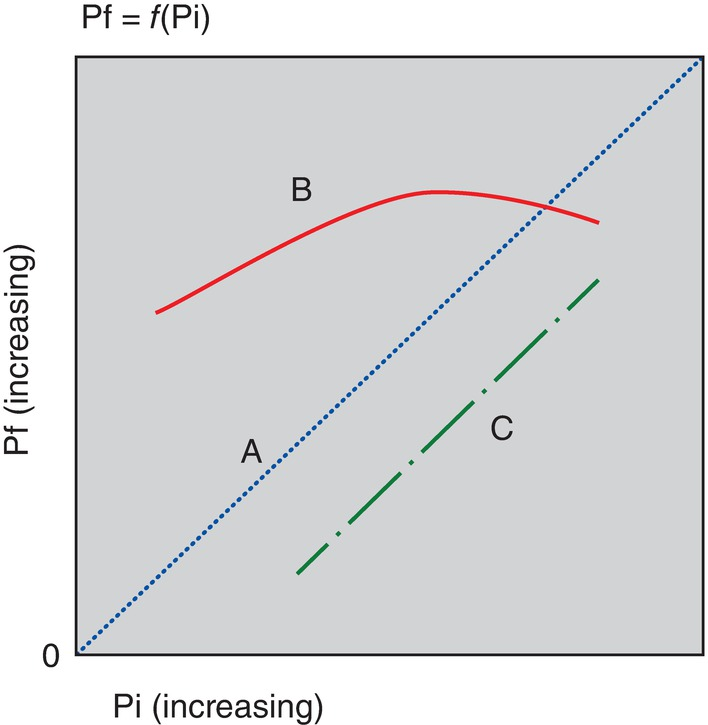 Pf = f(Pi)
B
A
C
Pf (increasing)
0
Pi (increasing)